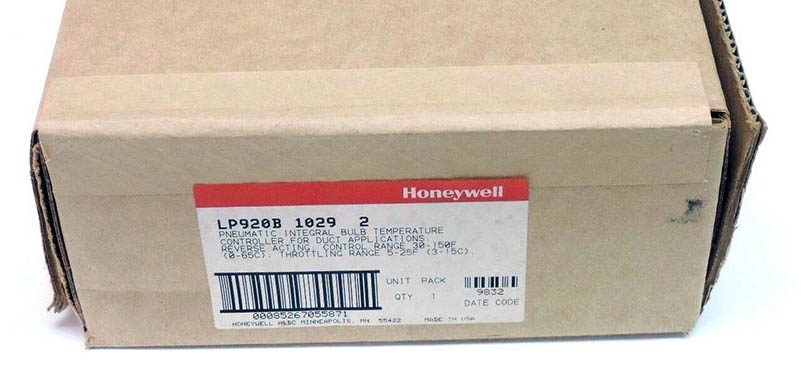 Honeywell
LP920B 1029 2
PNEUMATIC INTEGRAL BULB TEMPERATURE
CONTROLLER FOR DUCT APPLICATIONS:
REVERSE ACTING; CONTROL RANGE 30-150F
(0-65C); THROTTLING RANGE 5-25F (3-15C)
UNIT PACK
QTY 1
9832
DATE CODE
00085267055871
HONEYWELL H&BC MINNEAPOLIS, MN 55422 MADE IN USA